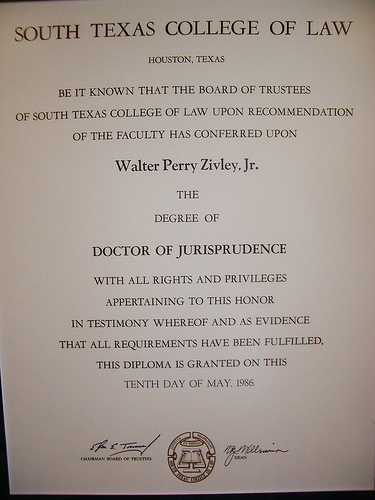 SOUTH TEXAS COLLEGE OF LAW
HOUSTON, TEXAS
BE IT KNOWN THAT THE BOARD OF TRUSTEES
OF SOUTH TEXAS COLLEGE OF LAW UPON RECOMMENDATION
OF THE FACULTY HAS CONFERRED UPON
Walter Perry Zivley, Jr.
THE
DEGREE OF
DOCTOR OF JURISPRUDENCE
WITH ALL RIGHTS AND PRIVILEGES
APPERTAINING TO THIS HONOR
IN TESTIMONY WHEREOF AND AS EVIDENCE
THAT ALL REQUIREMENTS HAVE BEEN FULFILLED,
THIS DIPLOMA IS GRANTED ON THIS
TENTH DAY OF MAY, 1986.
CHAIRMAN BOARD OF TRUSTEES
DEAN